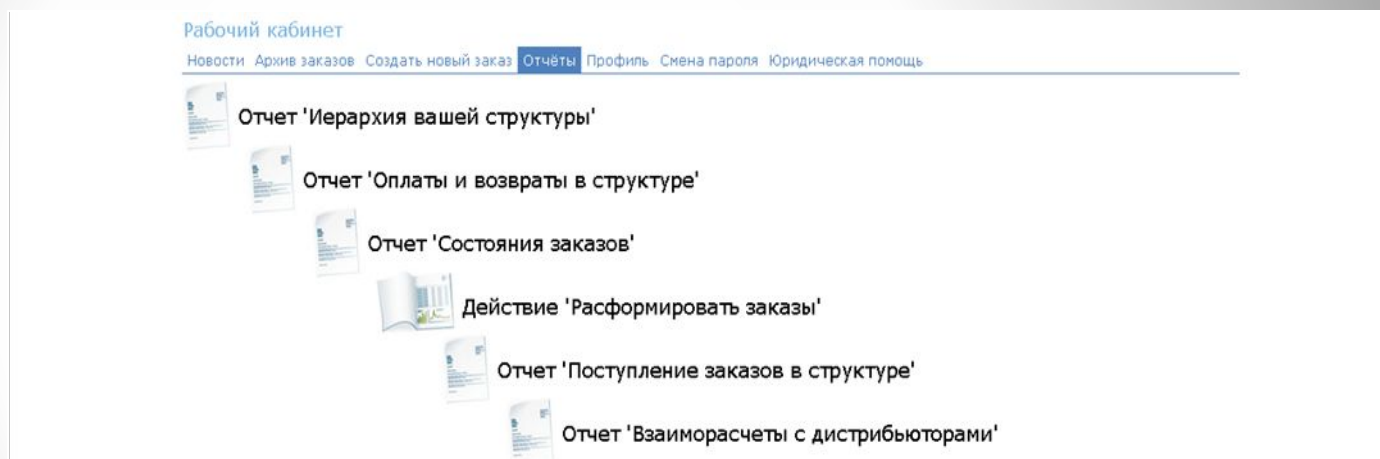 Рабочий кабинет
Новости Архив заказов Создать новый заказ Отчёты Профиль Смена пароля Юридическая помощь
Отчет 'Иерархия вашей структуры'
Отчет 'Оплаты и возвраты в структуре'
Отчет 'Состояния заказов'
Действие 'Расформировать заказы'
Отчет 'Поступление заказов в структуре'
Отчет 'Взаиморасчеты с дистрибьюторами'